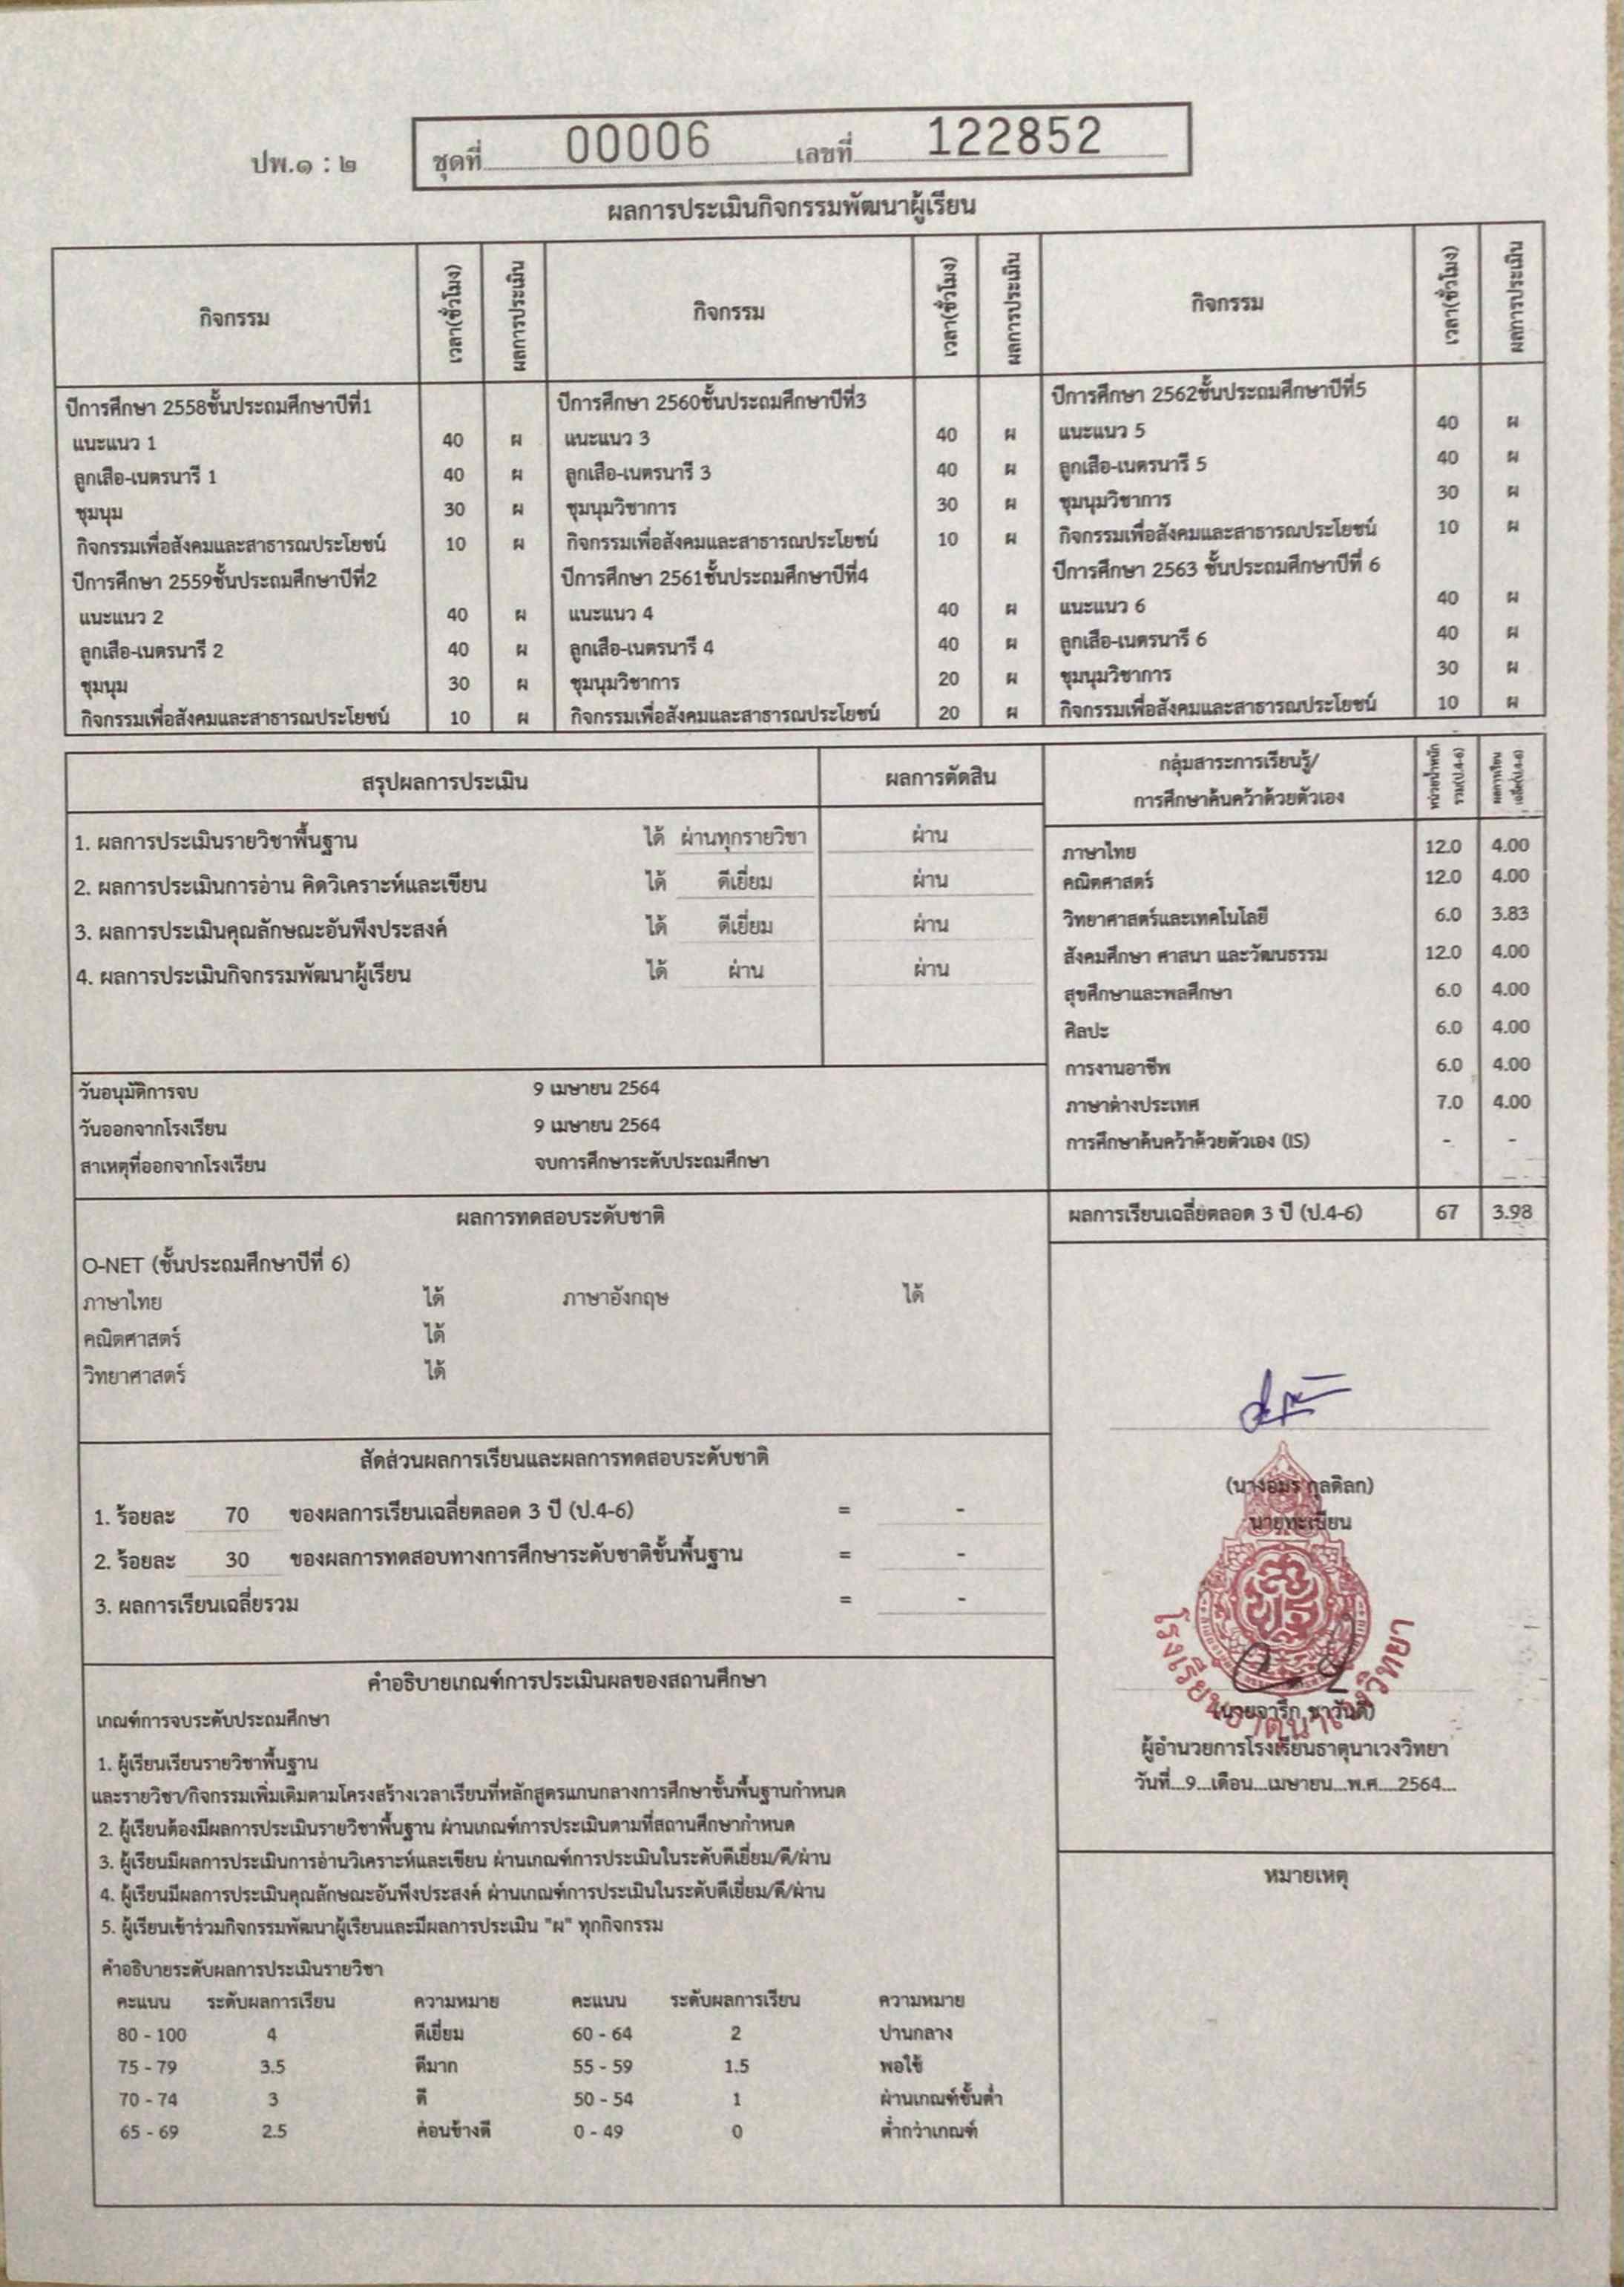 ปพ.๑ : ๒
ชุดที่ 00006 เลขที่ 122852
ผลการประเมินกิจกรรมพัฒนาผู้เรียน
กิจกรรม เวลา(ชั่วโมง) ผลการประเมิน กิจกรรม เวลา(ชั่วโมง) ผลการประเมิน กิจกรรม เวลา(ชั่วโมง) ผลการประเมิน
ปีการศึกษา 2558ชั้นประถมศึกษาปีที่1 ปีการศึกษา 2560ชั้นประถมศึกษาปีที่3 ปีการศึกษา 2562ชั้นประถมศึกษาปีที่5
แนะแนว 1 40 ผ แนะแนว 3 40 ผ แนะแนว 5 40 ผ
ลูกเสือ-เนตรนารี 1 40 ผ ลูกเสือ-เนตรนารี 3 40 ผ ลูกเสือ-เนตรนารี 5 40 ผ
ชุมนุม 30 ผ ชุมนุมวิชาการ 30 ผ ชุมนุมวิชาการ 30 ผ
กิจกรรมเพื่อสังคมและสาธารณประโยชน์ 10 ผ กิจกรรมเพื่อสังคมและสาธารณประโยชน์ 10 ผ กิจกรรมเพื่อสังคมและสาธารณประโยชน์ 10 ผ
ปีการศึกษา 2559ชั้นประถมศึกษาปีที่2 ปีการศึกษา 2561ชั้นประถมศึกษาปีที่4 ปีการศึกษา 2563 ชั้นประถมศึกษาปีที่ 6
แนะแนว 2 40 ผ แนะแนว 4 40 ผ แนะแนว 6 40 ผ
ลูกเสือ-เนตรนารี 2 40 ผ ลูกเสือ-เนตรนารี 4 40 ผ ลูกเสือ-เนตรนารี 6 40 ผ
ชุมนุม 30 ผ ชุมนุมวิชาการ 20 ผ ชุมนุมวิชาการ 30 ผ
กิจกรรมเพื่อสังคมและสาธารณประโยชน์ 10 ผ กิจกรรมเพื่อสังคมและสาธารณประโยชน์ 20 ผ กิจกรรมเพื่อสังคมและสาธารณประโยชน์ 10 ผ
สรุปผลการประเมิน ผลการตัดสิน
1. ผลการประเมินรายวิชาพื้นฐาน ได้ ผ่านทุกรายวิชา ผ่าน
2. ผลการประเมินการอ่าน คิดวิเคราะห์และเขียน ได้ ดีเยี่ยม ผ่าน
3. ผลการประเมินคุณลักษณะอันพึงประสงค์ ได้ ดีเยี่ยม ผ่าน
4. ผลการประเมินกิจกรรมพัฒนาผู้เรียน ได้ ผ่าน ผ่าน
วันอนุมัติการจบ 9 เมษายน 2564
วันออกจากโรงเรียน 9 เมษายน 2564
สาเหตุที่ออกจากโรงเรียน จบการศึกษาระดับประถมศึกษา
กลุ่มสาระการเรียนรู้/
การศึกษาค้นคว้าด้วยตัวเอง
หน่วยน้ำหนัก
รวม(ป.4-6)
ผลการเรียน
เฉลี่ย(ป.4-6)
ภาษาไทย 12.0 4.00
คณิตศาสตร์ 12.0 4.00
วิทยาศาสตร์และเทคโนโลยี 6.0 3.83
สังคมศึกษา ศาสนา และวัฒนธรรม 12.0 4.00
สุขศึกษาและพลศึกษา 6.0 4.00
ศิลปะ 6.0 4.00
การงานอาชีพ 6.0 4.00
ภาษาต่างประเทศ 7.0 4.00
การศึกษาค้นคว้าด้วยตัวเอง (IS) - -
ผลการเรียนเฉลี่ยตลอด 3 ปี (ป.4-6) 67 3.98
ผลการทดสอบระดับชาติ
O-NET (ชั้นประถมศึกษาปีที่ 6)
ภาษาไทย ได้ ภาษาอังกฤษ ได้
คณิตศาสตร์ ได้
วิทยาศาสตร์ ได้
สัดส่วนผลการเรียนและผลการทดสอบระดับชาติ
1. ร้อยละ 70 ของผลการเรียนเฉลี่ยตลอด 3 ปี (ป.4-6) = -
2. ร้อยละ 30 ของผลการทดสอบทางการศึกษาระดับชาติขั้นพื้นฐาน = -
3. ผลการเรียนเฉลี่ยรวม = -
(นางอมร กุลดิลก)
นายทะเบียน
โรงเรียนธาตุนาเวงวิทยา
(นายจารึก ชาวันดี)
ผู้อำนวยการโรงเรียนธาตุนาเวงวิทยา
วันที่...9...เดือน...เมษายน...พ.ศ....2564...
หมายเหตุ
คำอธิบายเกณฑ์การประเมินผลของสถานศึกษา
เกณฑ์การจบระดับประถมศึกษา
1. ผู้เรียนเรียนรายวิชาพื้นฐาน
และรายวิชา/กิจกรรมเพิ่มเติมตามโครงสร้างเวลาเรียนที่หลักสูตรแกนกลางการศึกษาขั้นพื้นฐานกำหนด
2. ผู้เรียนต้องมีผลการประเมินรายวิชาพื้นฐาน ผ่านเกณฑ์การประเมินตามที่สถานศึกษากำหนด
3. ผู้เรียนมีผลการประเมินการอ่านวิเคราะห์และเขียน ผ่านเกณฑ์การประเมินในระดับดีเยี่ยม/ดี/ผ่าน
4. ผู้เรียนมีผลการประเมินคุณลักษณะอันพึงประสงค์ ผ่านเกณฑ์การประเมินในระดับดีเยี่ยม/ดี/ผ่าน
5. ผู้เรียนเข้าร่วมกิจกรรมพัฒนาผู้เรียนและมีผลการประเมิน "ผ" ทุกกิจกรรม
คำอธิบายระดับผลการประเมินรายวิชา
คะแนน ระดับผลการเรียน ความหมาย คะแนน ระดับผลการเรียน ความหมาย
80 - 100 4 ดีเยี่ยม 60 - 64 2 ปานกลาง
75 - 79 3.5 ดีมาก 55 - 59 1.5 พอใช้
70 - 74 3 ดี 50 - 54 1 ผ่านเกณฑ์ขั้นต่ำ
65 - 69 2.5 ค่อนข้างดี 0 - 49 0 ต่ำกว่าเกณฑ์